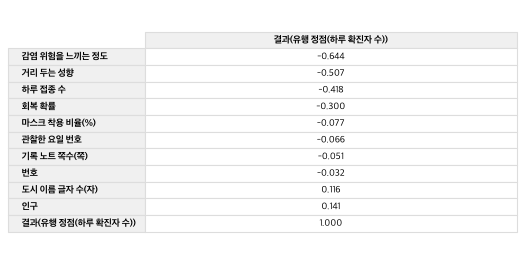 결과(유행 정점(하루 확진자 수))
감염 위험을 느끼는 정도 -0.644
거리 두는 성향 -0.507
하루 접종 수 -0.418
회복 확률 -0.300
마스크 착용 비율(%) -0.077
관찰한 요일 번호 -0.066
기록 노트 쪽수(쪽) -0.051
번호 -0.032
도시 이름 글자 수(자) 0.116
인구 0.141
결과(유행 정점(하루 확진자 수)) 1.000